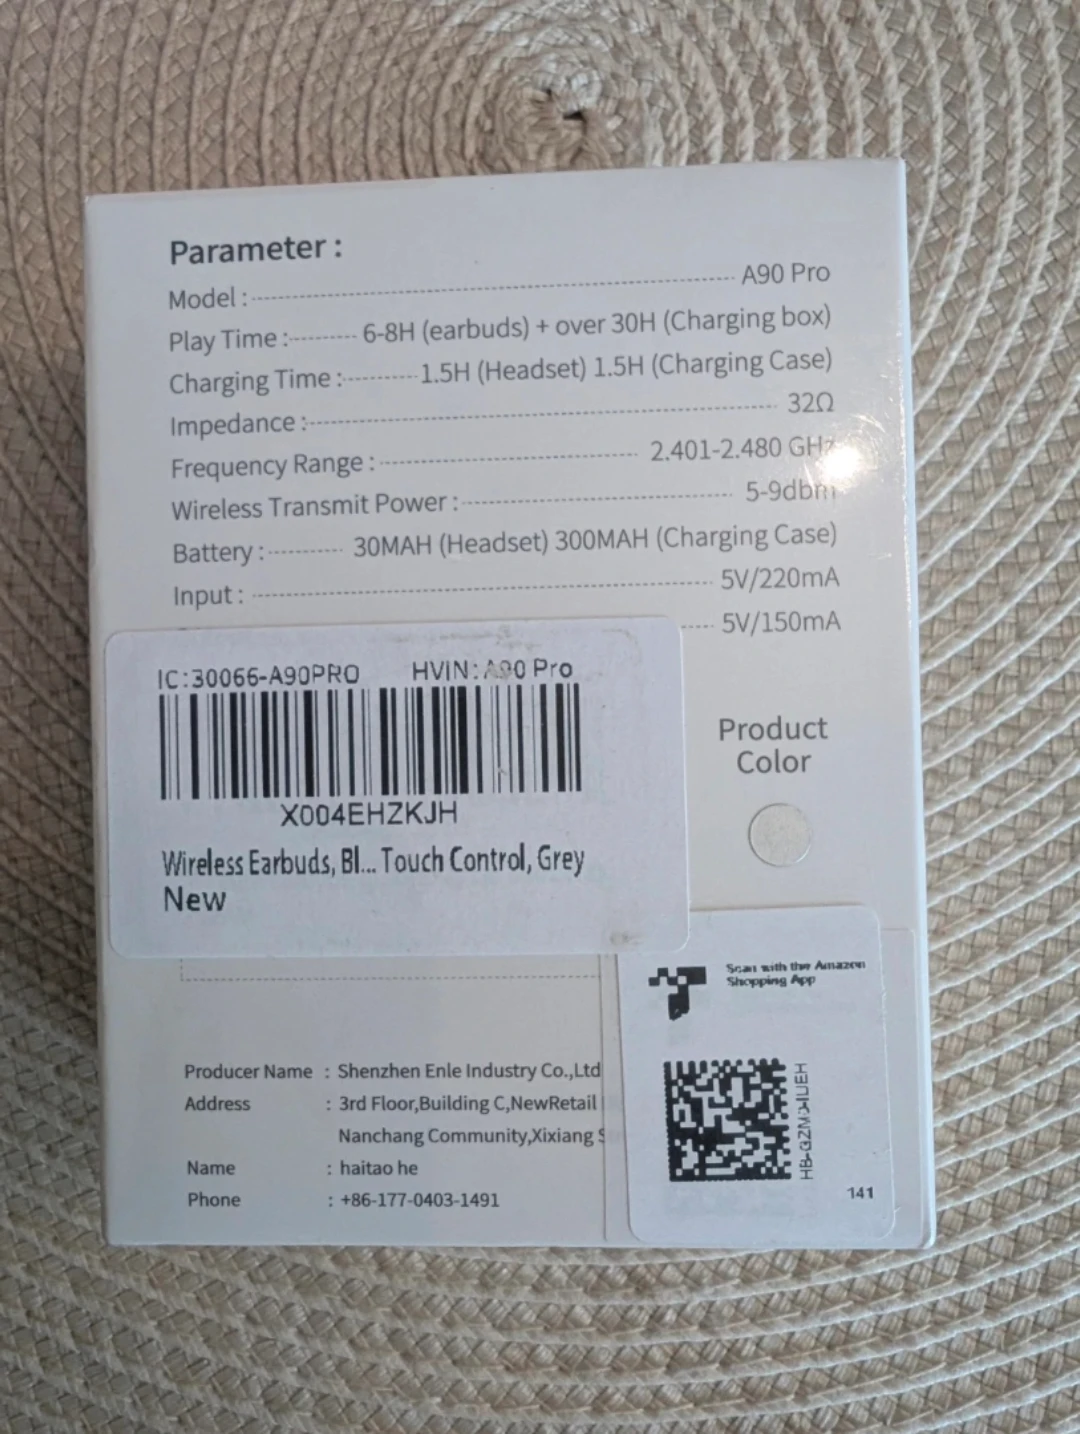 Parameter :
Model : A90 Pro
Play Time : 6-8H (earbuds) + over 30H (Charging box)
Charging Time : 1.5H (Headset) 1.5H (Charging Case)
Impedance : 32Ω
Frequency Range : 2.401-2.480 GHz
Wireless Transmit Power : 5-9dbm
Battery : 30MAH (Headset) 300MAH (Charging Case)
Input : 5V/220mA
5V/150mA
IC:30066-A90PRO HVIN:A90 Pro
X004EHZKJH
Wireless Earbuds, Bl... Touch Control, Grey
New
Product
Color
Scan with the Amazon
Shopping App
141
Producer Name : Shenzhen Enle Industry Co.,Ltd
Address : 3rd Floor,Building C,NewRetail
Nanchang Community,Xixiang
Name : haitao he
Phone : +86-177-0403-1491